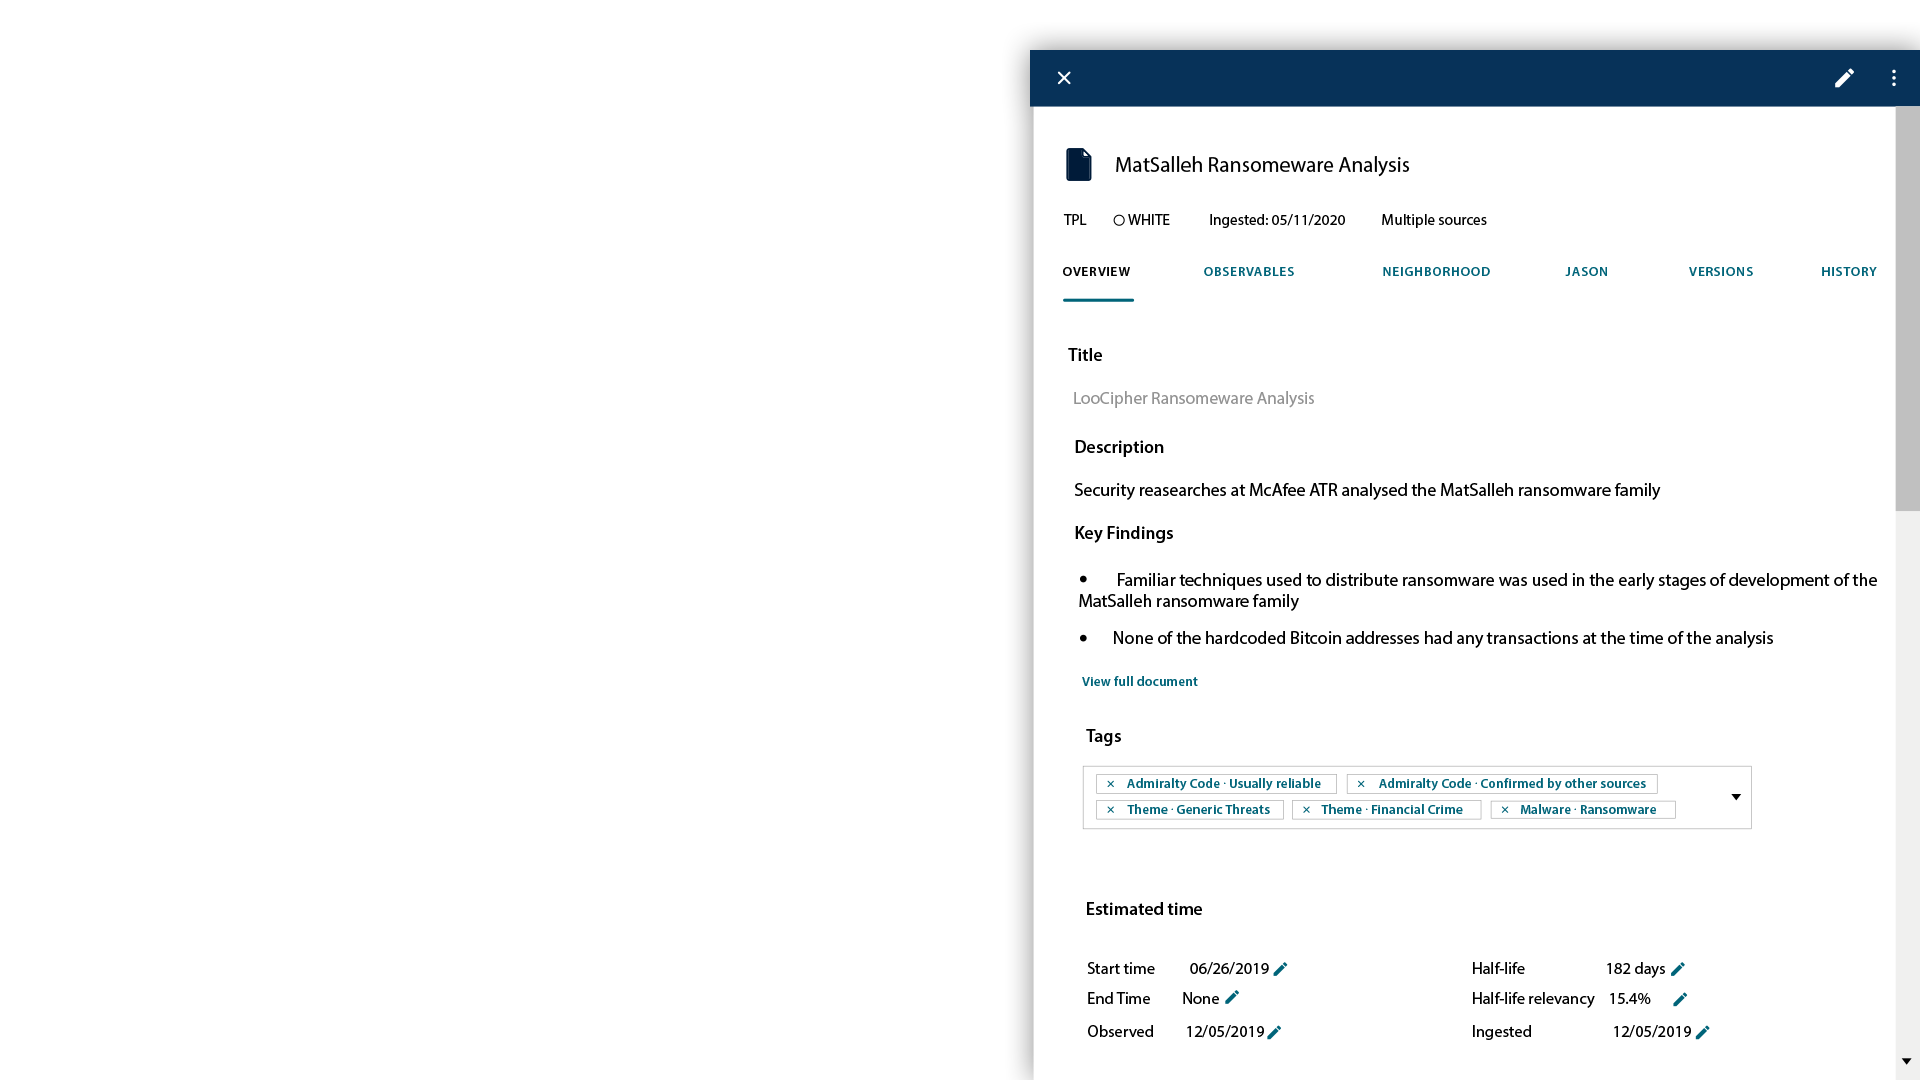 MatSalleh Ransomeware Analysis
TPL WHITE Ingested: 05/11/2020 Multiple sources
OVERVIEW OBSERVABLES NEIGHBORHOOD JASON VERSIONS HISTORY
Title
LooCipher Ransomeware Analysis
Description
Security reasearches at McAfee ATR analysed the MatSalleh ransomware family
Key Findings
• Familiar techniques used to distribute ransomware was used in the early stages of development of the
MatSalleh ransomware family
• None of the hardcoded Bitcoin addresses had any transactions at the time of the analysis
View full document
Tags
× Admiralty Code · Usually reliable × Admiralty Code · Confirmed by other sources
× Theme · Generic Threats × Theme · Financial Crime × Malware · Ransomware
Estimated time
Start time 06/26/2019 Half-life 182 days
End Time None Half-life relevancy 15.4%
Observed 12/05/2019 Ingested 12/05/2019